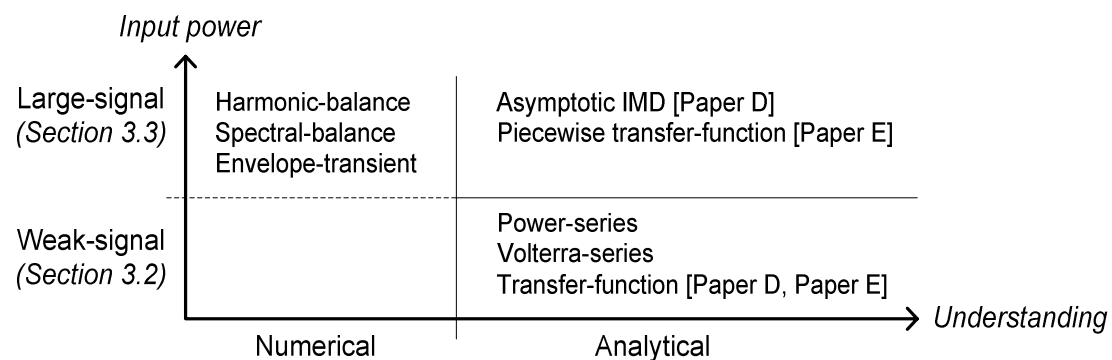 Input power
Large-signal
(Section 3.3)
Harmonic-balance
Spectral-balance
Envelope-transient
Asymptotic IMD [Paper D]
Piecewise transfer-function [Paper E]
Weak-signal
(Section 3.2)
Power-series
Volterra-series
Transfer-function [Paper D, Paper E]
Understanding
Numerical
Analytical